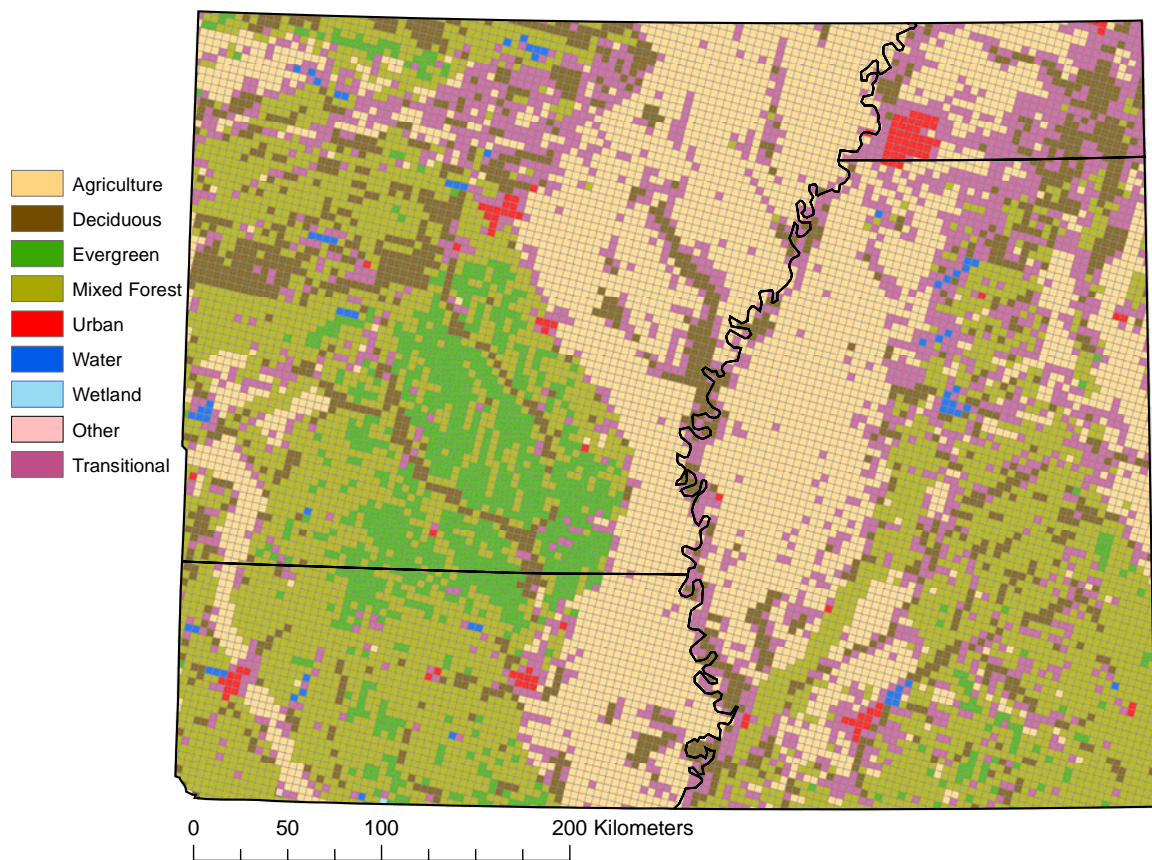 Agriculture
Deciduous
Evergreen
Mixed Forest
Urban
Water
Wetland
Other
Transitional
0 50 100 200 Kilometers